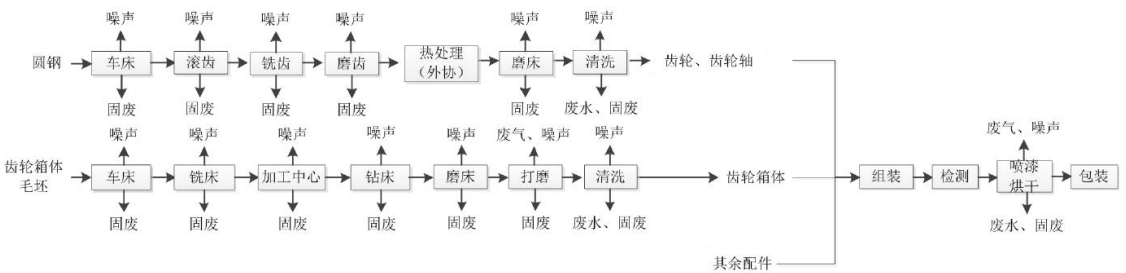 噪声 噪声 噪声 噪声 噪声 噪声
圆钢 车床 滚齿 铣齿 磨齿 热处理（外协） 磨床 清洗 齿轮、齿轮轴
固废 固废 固废 固废 固废 废水、固废
噪声 噪声 噪声 噪声 噪声 废气、噪声 噪声
齿轮箱体毛坯 车床 铣床 加工中心 钻床 磨床 打磨 清洗 齿轮箱体
固废 固废 固废 固废 固废 固废 废水、固废
废气、噪声
组装 检测 喷漆烘干 包装
废水、固废
其余配件